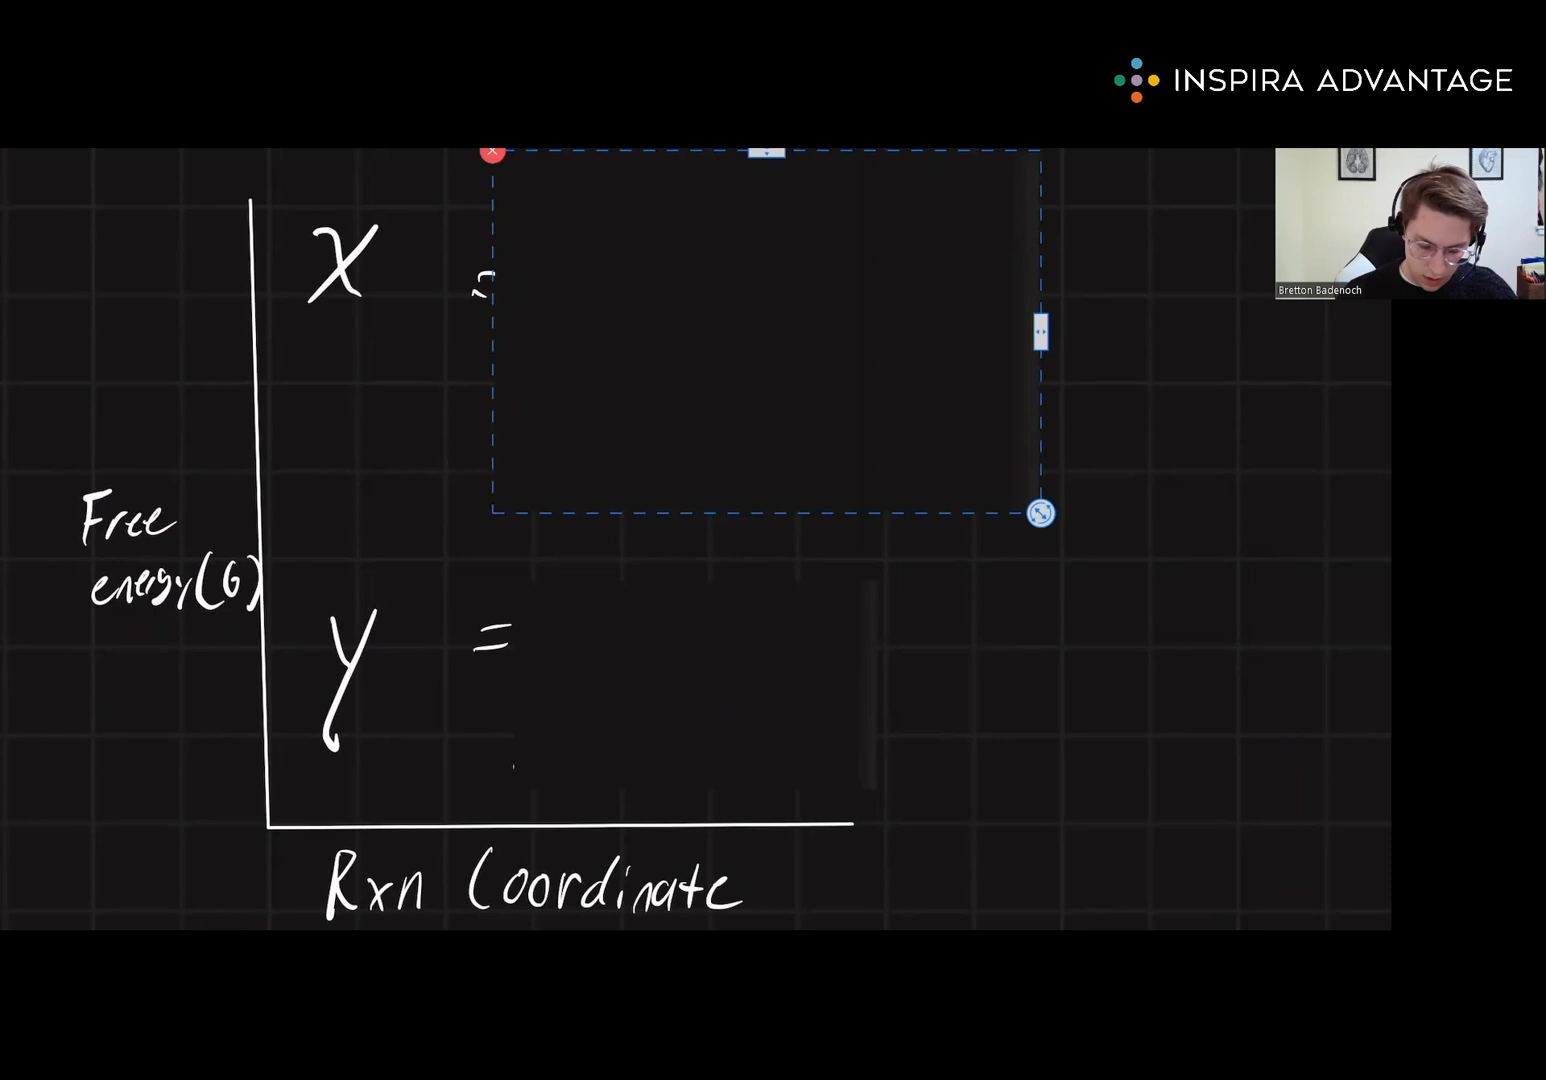 INSPIRA ADVANTAGE
Bretton Badenoch
x =
Free
energy (G)
y =
Rxn Coordinate